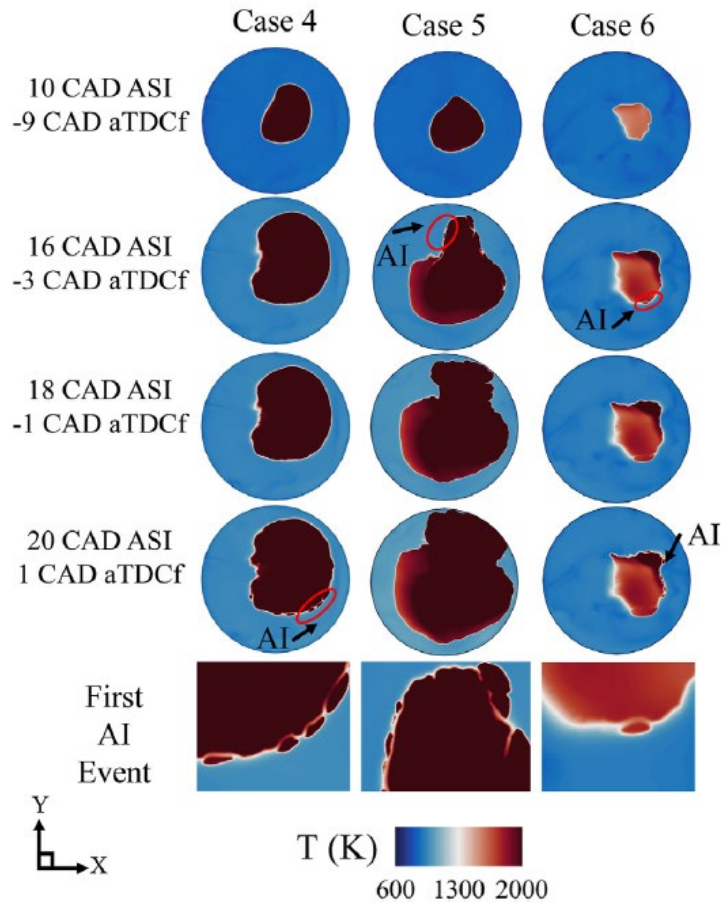 Case 4 Case 5 Case 6
10 CAD ASI
-9 CAD aTDCf
16 CAD ASI
-3 CAD aTDCf
AI
AI
18 CAD ASI
-1 CAD aTDCf
20 CAD ASI
1 CAD aTDCf
AI
AI
First
AI
Event
Y
X
T (K)
600 1300 2000